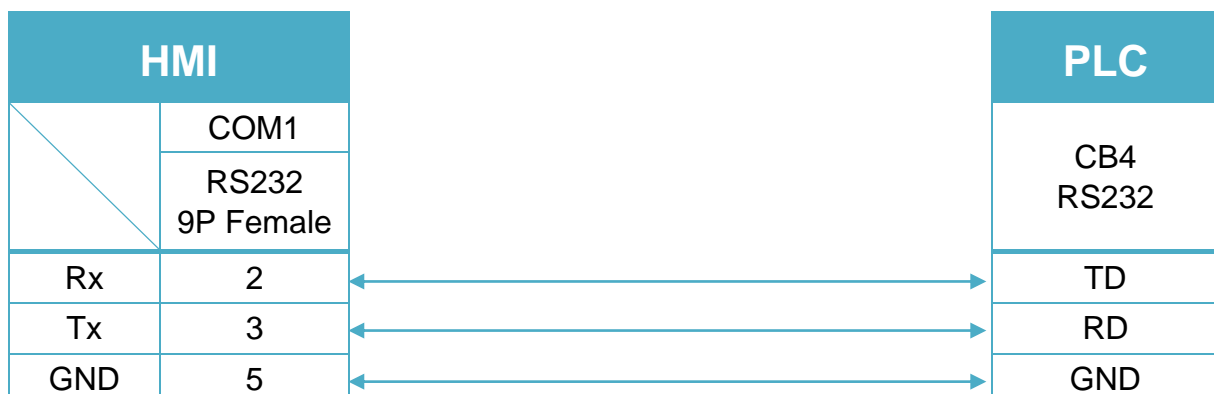 HMI
PLC
COM1
RS232
9P Female
CB4
RS232
Rx 2 TD
Tx 3 RD
GND 5 GND